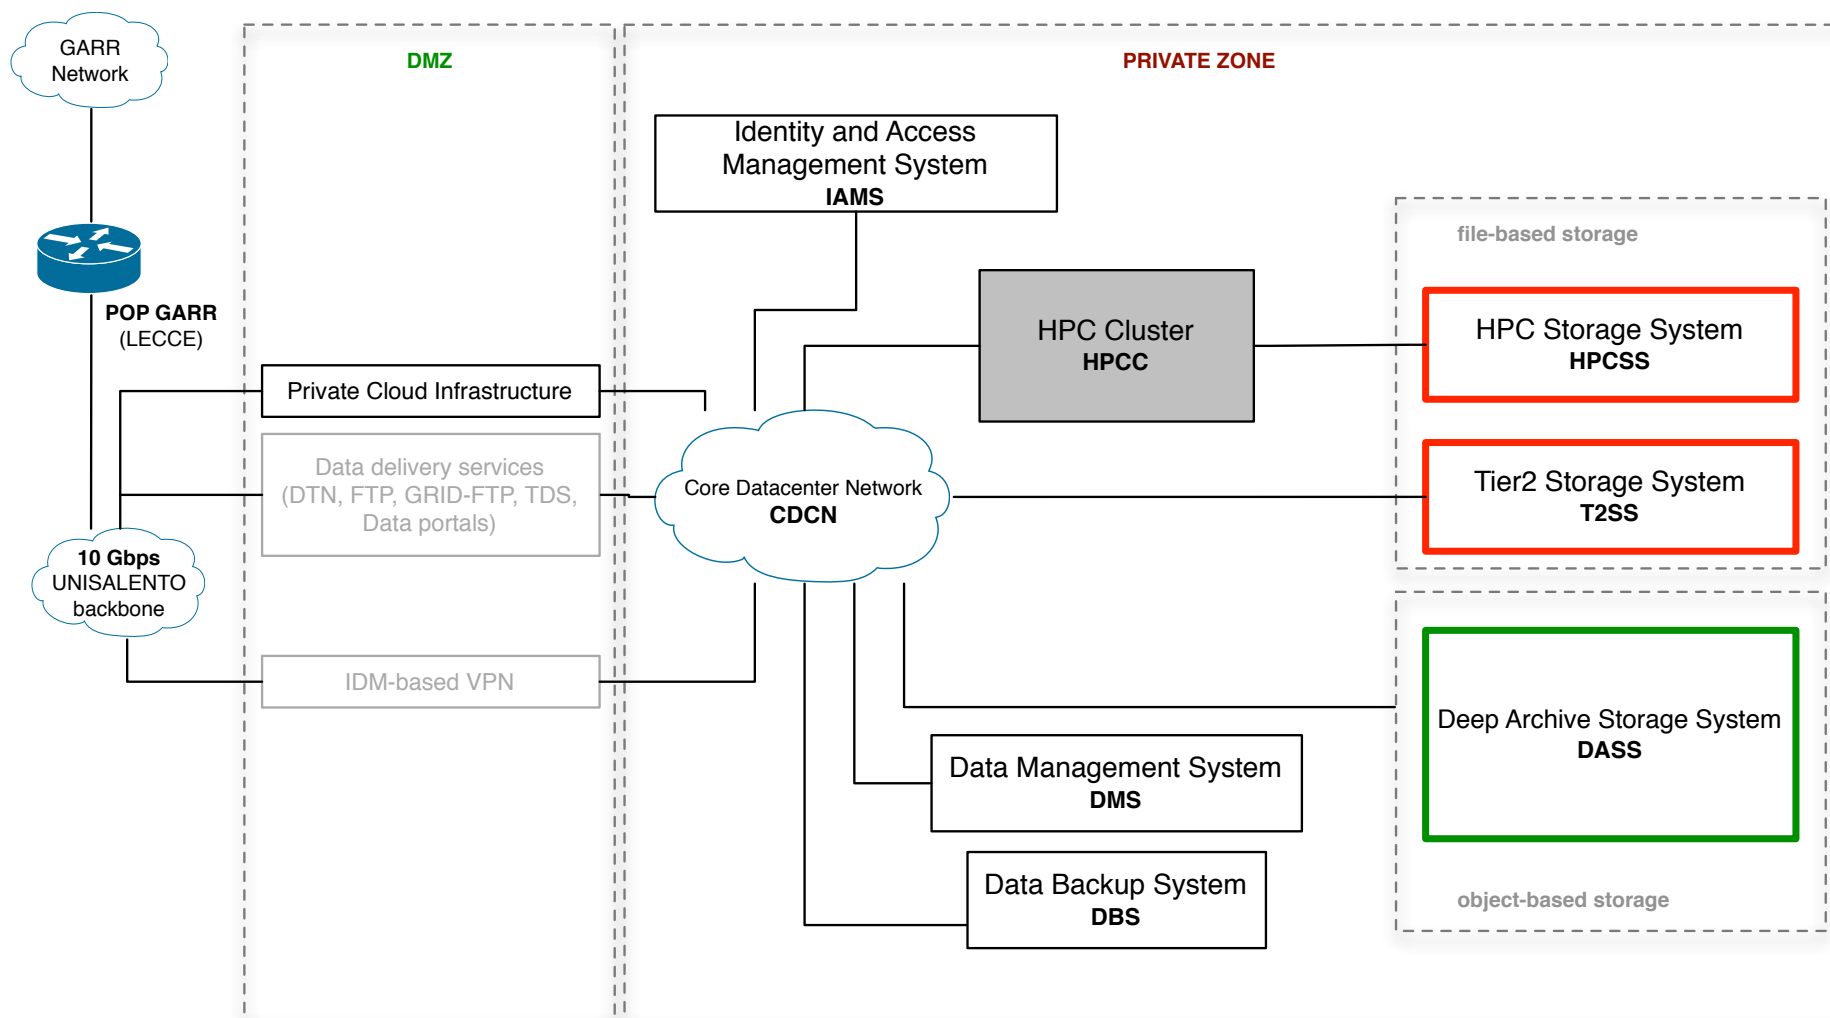 GARR
Network
DMZ
PRIVATE ZONE
Identity and Access
Management System
IAMS
file-based storage
POP GARR
(LECCE)
HPC Cluster
HPCC
HPC Storage System
HPCSS
Private Cloud Infrastructure
Data delivery services
(DTN, FTP, GRID-FTP, TDS,
Data portals)
Core Datacenter Network
CDCN
Tier2 Storage System
T2SS
10 Gbps
UNISALENTO
backbone
IDM-based VPN
Deep Archive Storage System
DASS
Data Management System
DMS
Data Backup System
DBS
object-based storage